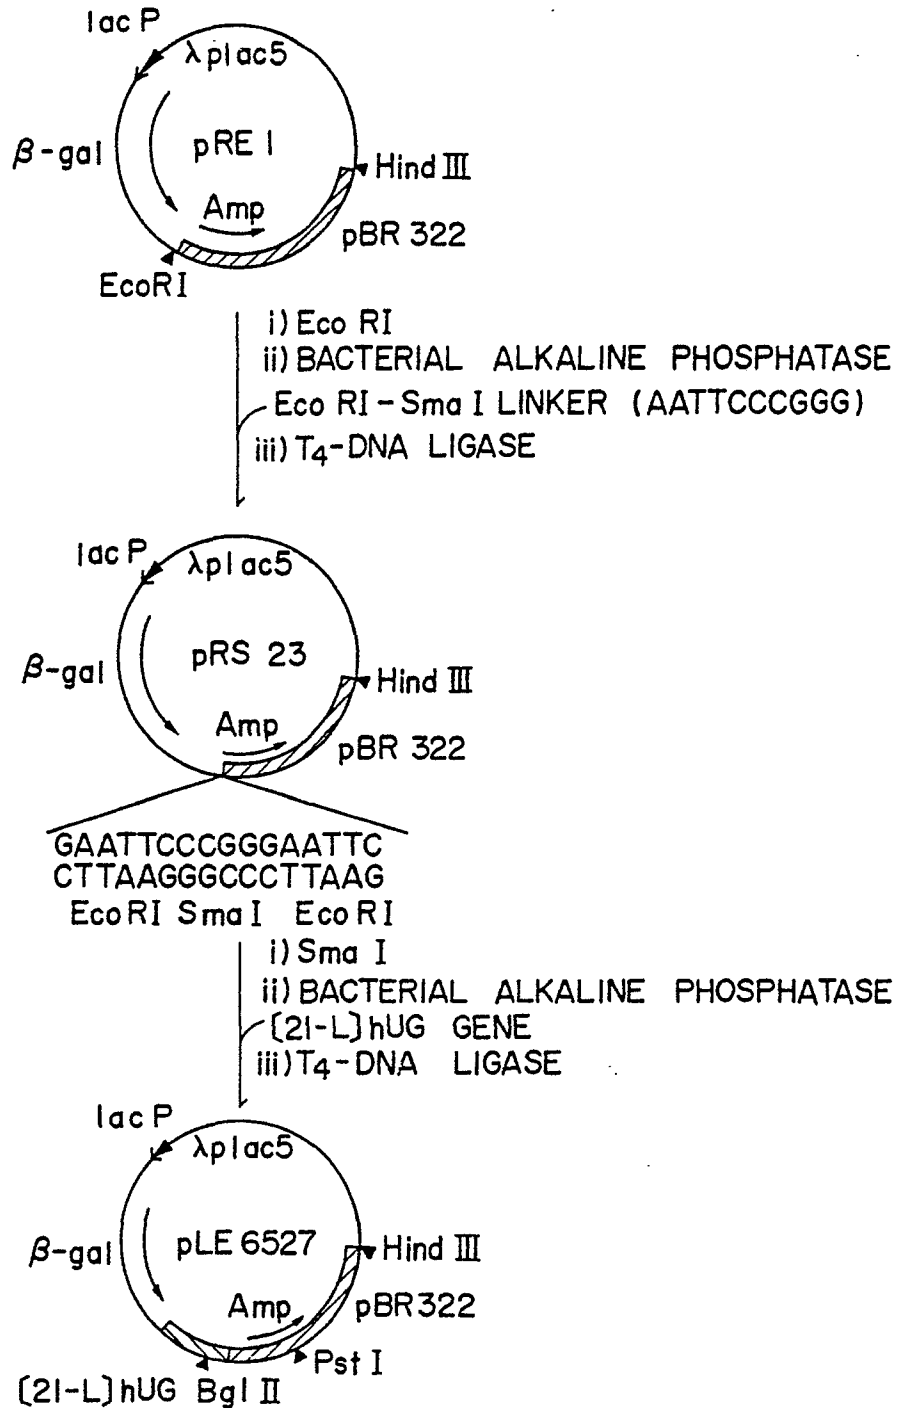 lac P
λplac5
β-gal
pRE 1
Hind III
Amp
pBR 322
EcoRI
i) Eco RI
ii) BACTERIAL ALKALINE PHOSPHATASE
Eco RI-Sma I LINKER (AATTCCCGGG)
iii) T4-DNA LIGASE
lac P
λplac5
β-gal
pRS 23
Hind III
Amp
pBR 322
GAATTCCCGGGAATTC
CTTAAGGGCCCTTAAG
EcoRI SmaI EcoRI
i) Sma I
ii) BACTERIAL ALKALINE PHOSPHATASE
[21-L]hUG GENE
iii) T4-DNA LIGASE
lac P
λplac5
β-gal
pLE 6527
Hind III
Amp
pBR322
Pst I
[21-L]hUG Bgl II